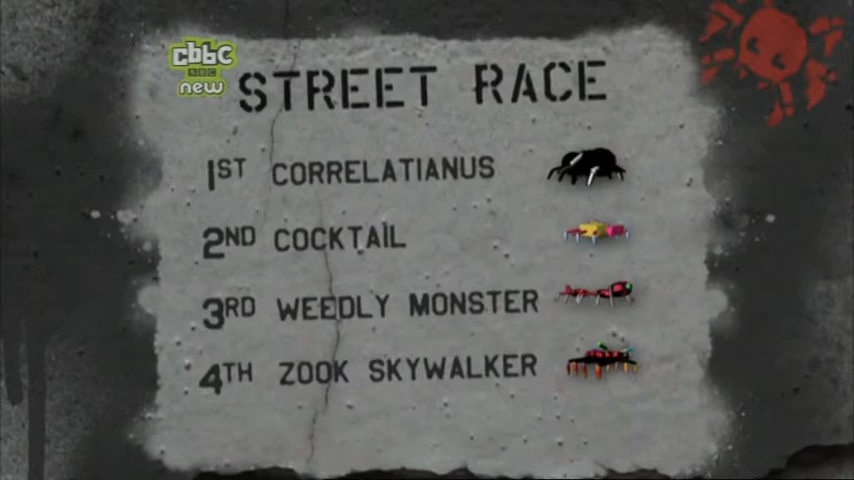 cbbc
BBC
new
STREET RACE
1ST CORRELATIANUS
2ND COCKTAIL
3RD WEEDLY MONSTER
4TH ZOOK SKYWALKER